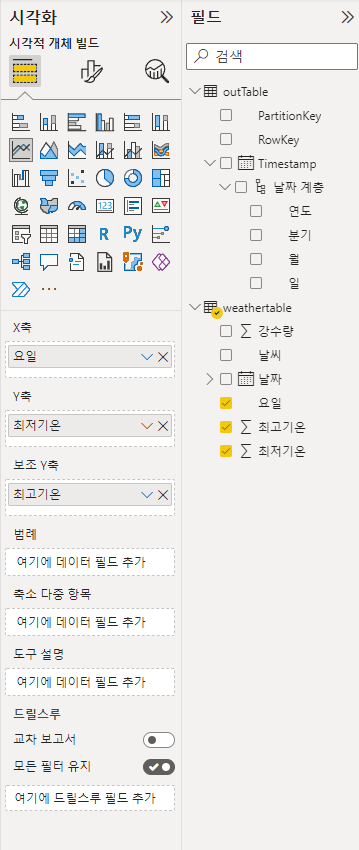 시각화
시각적 개체 빌드
123
R
Py
X축
요일
Y축
최저기온
보조 Y축
최고기온
범례
여기에 데이터 필드 추가
축소 다중 항목
여기에 데이터 필드 추가
도구 설명
여기에 데이터 필드 추가
드릴스루
교차 보고서
모든 필터 유지
여기에 드릴스루 필드 추가
필드
검색
outTable
PartitionKey
RowKey
Timestamp
날짜 계층
연도
분기
월
일
weathertable
∑ 강수량
날씨
날짜
요일
∑ 최고기온
∑ 최저기온